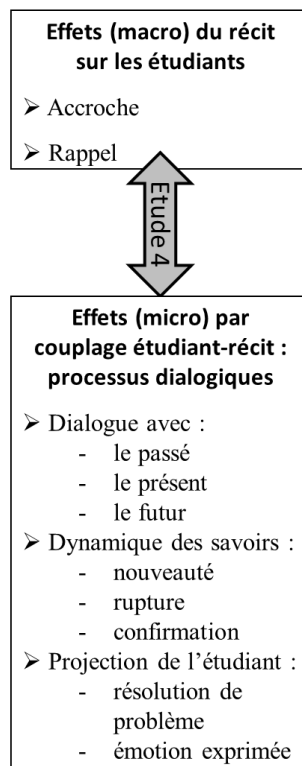 Effets (macro) du récit
sur les étudiants
➢ Accroche
➢ Rappel
Etude 4
Effets (micro) par
couplage étudiant-récit :
processus dialogiques
➢ Dialogue avec :
- le passé
- le présent
- le futur
➢ Dynamique des savoirs :
- nouveauté
- rupture
- confirmation
➢ Projection de l’étudiant :
- résolution de
problème
- émotion exprimée